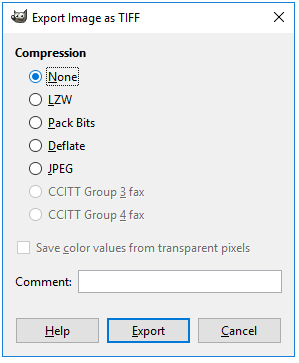 Export Image as TIFF
Compression
None
LZW
Pack Bits
Deflate
JPEG
CCITT Group 3 fax
CCITT Group 4 fax
Save color values from transparent pixels
Comment:
Help Export Cancel